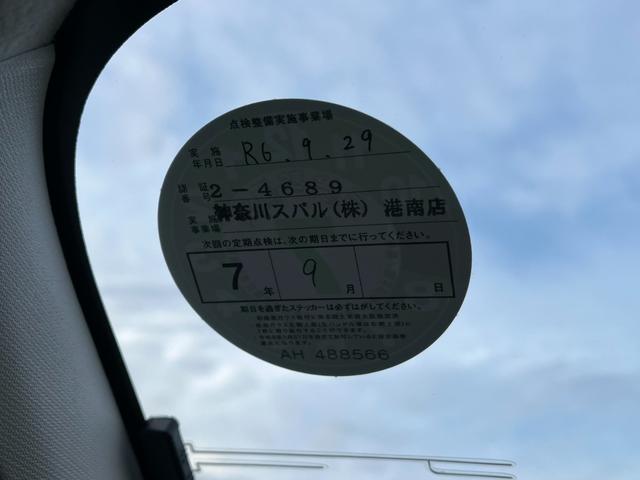 点検整備実施事業場
実施年月日 R6.9.29
認証番号 2-4689
実施事業場 神奈川スバル(株) 港南店
次回の定期点検は、次の期日までに行ってください。
7年 9月 日
期日を過ぎたステッカーは必ずはがしてください。
AH 488566